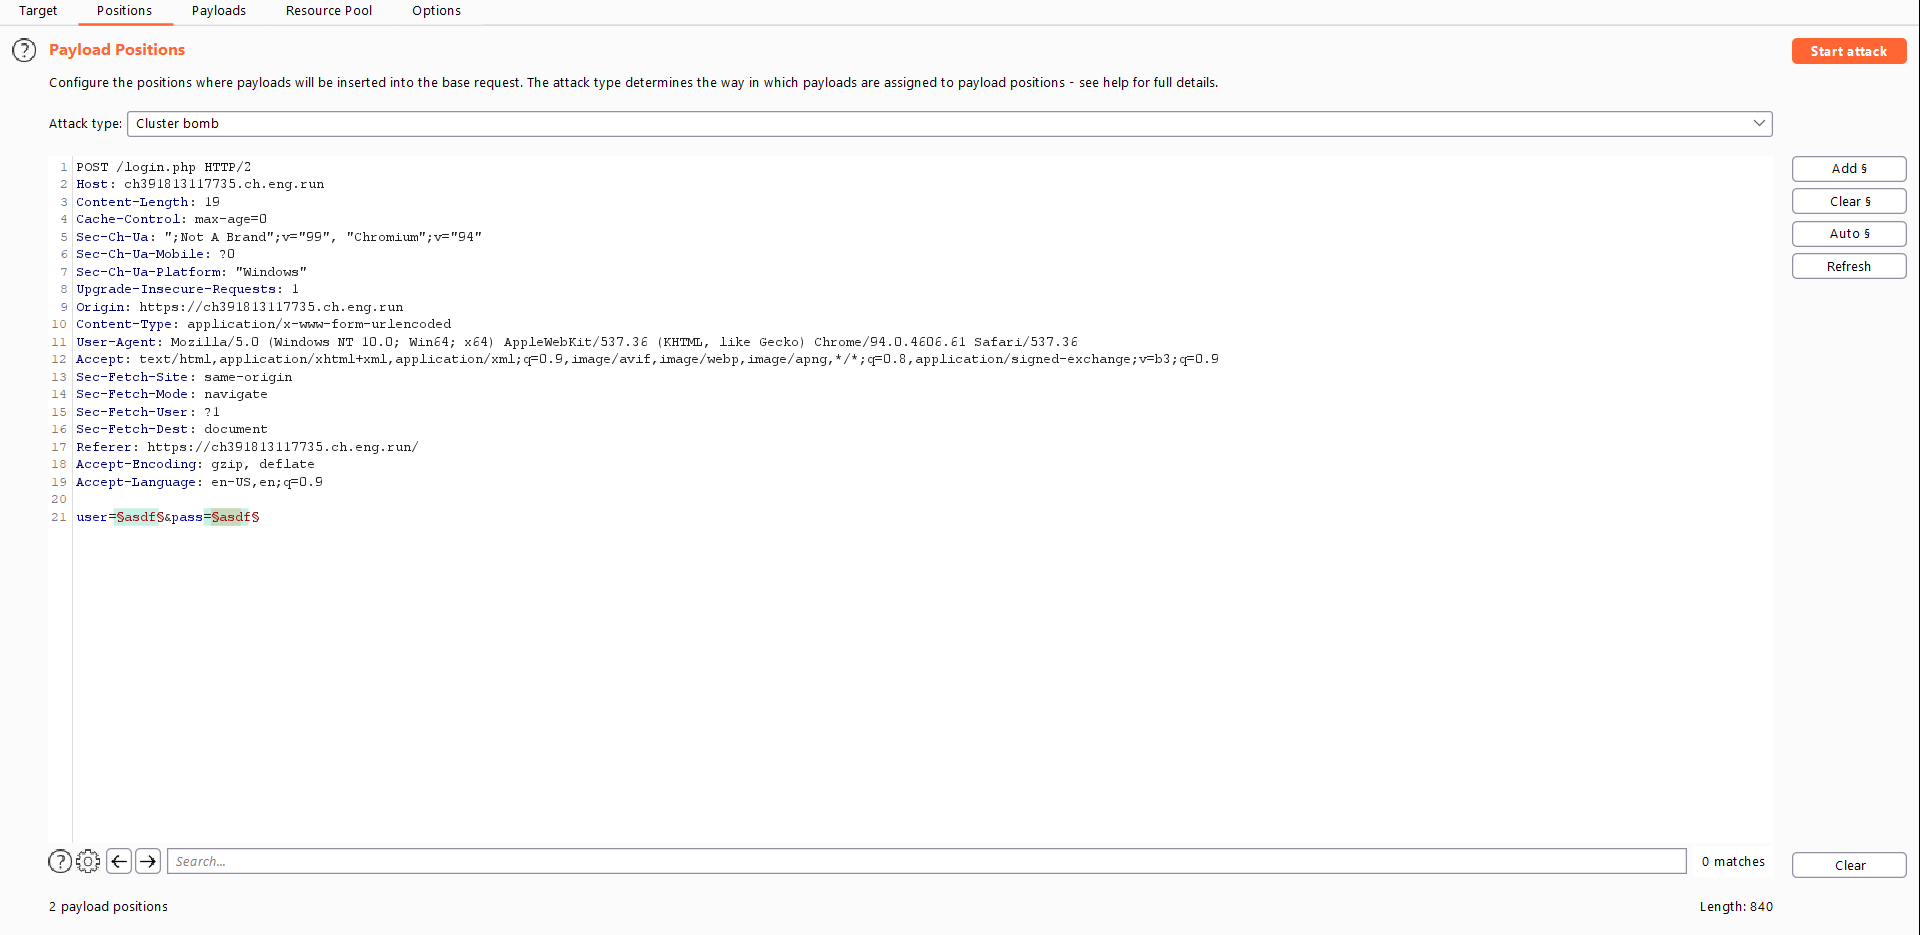 Target Positions Payloads Resource Pool Options
? Payload Positions
Start attack
Configure the positions where payloads will be inserted into the base request. The attack type determines the way in which payloads are assigned to payload positions - see help for full details.
Attack type: Cluster bomb
1 POST /login.php HTTP/2
2 Host: ch391813117735.ch.eng.run
3 Content-Length: 19
4 Cache-Control: max-age=0
5 Sec-Ch-Ua: ";Not A Brand";v="99", "Chromium";v="94"
6 Sec-Ch-Ua-Mobile: ?0
7 Sec-Ch-Ua-Platform: "Windows"
8 Upgrade-Insecure-Requests: 1
9 Origin: https://ch391813117735.ch.eng.run
10 Content-Type: application/x-www-form-urlencoded
11 User-Agent: Mozilla/5.0 (Windows NT 10.0; Win64; x64) AppleWebKit/537.36 (KHTML, like Gecko) Chrome/94.0.4606.61 Safari/537.36
12 Accept: text/html,application/xhtml+xml,application/xml;q=0.9,image/avif,image/webp,image/apng,*/*;q=0.8,application/signed-exchange;v=b3;q=0.9
13 Sec-Fetch-Site: same-origin
14 Sec-Fetch-Mode: navigate
15 Sec-Fetch-User: ?1
16 Sec-Fetch-Dest: document
17 Referer: https://ch391813117735.ch.eng.run/
18 Accept-Encoding: gzip, deflate
19 Accept-Language: en-US,en;q=0.9
20
21 user=§asdf§&pass=§asdf§
Add §
Clear §
Auto §
Refresh
? Search... 0 matches
Clear
2 payload positions
Length: 840